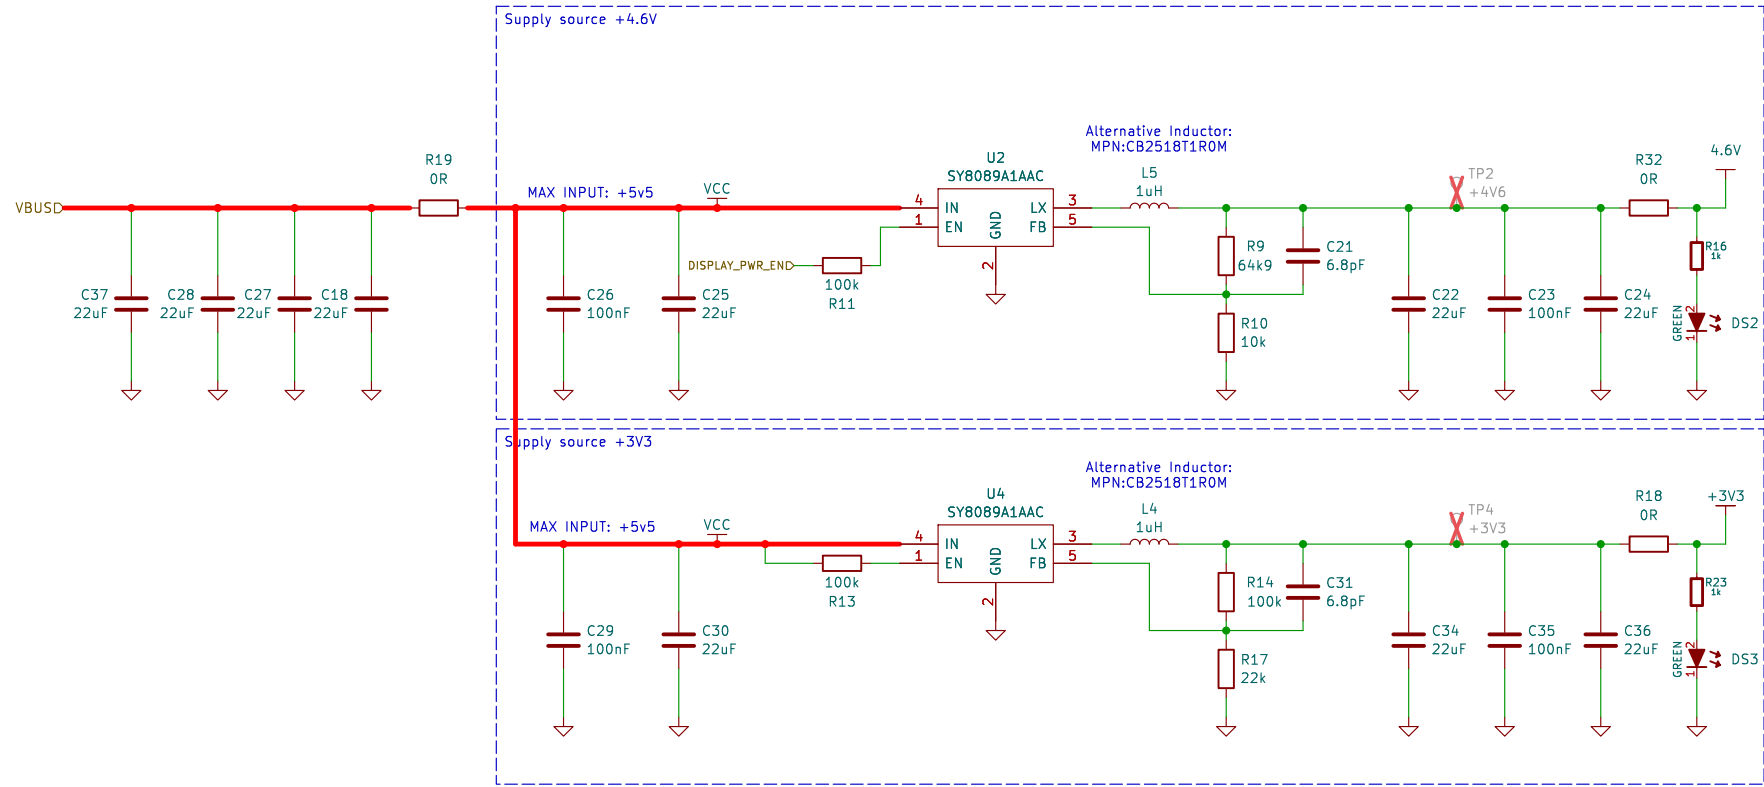 Supply source +4.6V
Alternative Inductor:
MPN:CB2518T1R0M
VBUS
R19
0R
MAX INPUT: +5v5
VCC
U2
SY8089A1AAC
4
IN
1
EN
GND
2
LX
3
FB
5
L5
1uH
TP2
+4V6
R32
0R
4.6V
DISPLAY_PWR_EN
100k
R11
R9
64k9
C21
6.8pF
R10
10k
C37
22uF
C28
22uF
C27
22uF
C18
22uF
C26
100nF
C25
22uF
C22
22uF
C23
100nF
C24
22uF
R16
1k
GREEN
2
1
DS2
Supply source +3V3
Alternative Inductor:
MPN:CB2518T1R0M
MAX INPUT: +5v5
VCC
U4
SY8089A1AAC
4
IN
1
EN
GND
2
LX
3
FB
5
L4
1uH
TP4
+3V3
R18
0R
+3V3
100k
R13
R14
100k
C31
6.8pF
R17
22k
C29
100nF
C30
22uF
C34
22uF
C35
100nF
C36
22uF
R23
1k
GREEN
2
1
DS3